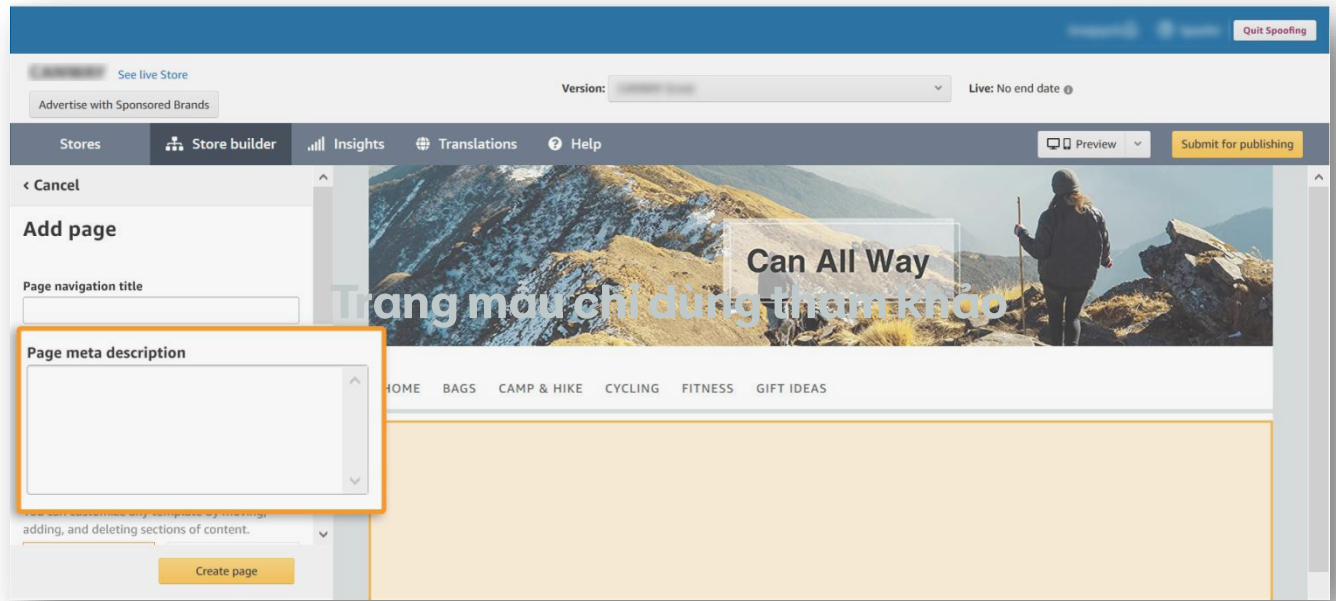 Quit Spoofing
See live Store
Advertise with Sponsored Brands
Version:
Live: No end date
Stores
Store builder
Insights
Translations
Help
Preview
Submit for publishing
< Cancel
Add page
Page navigation title
Page meta description
adding, and deleting sections of content.
Create page
Can All Way
Trang mẫu chỉ dùng tham khảo
HOME BAGS CAMP & HIKE CYCLING FITNESS GIFT IDEAS